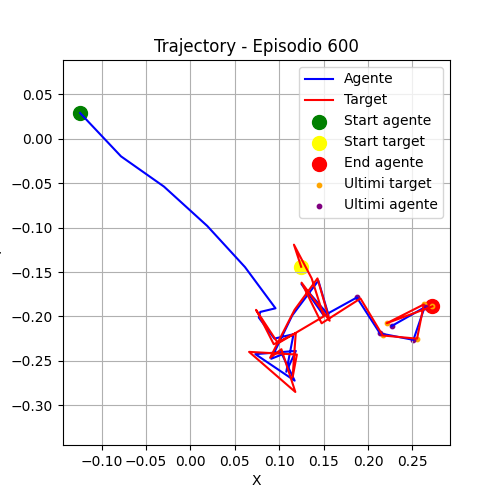 Trajectory - Episodio 600
Agente
Target
Start agente
Start target
End agente
Ultimi target
Ultimi agente
0.05
0.00
−0.05
−0.10
−0.15
−0.20
−0.25
−0.30
−0.10 −0.05 0.00 0.05 0.10 0.15 0.20 0.25
X